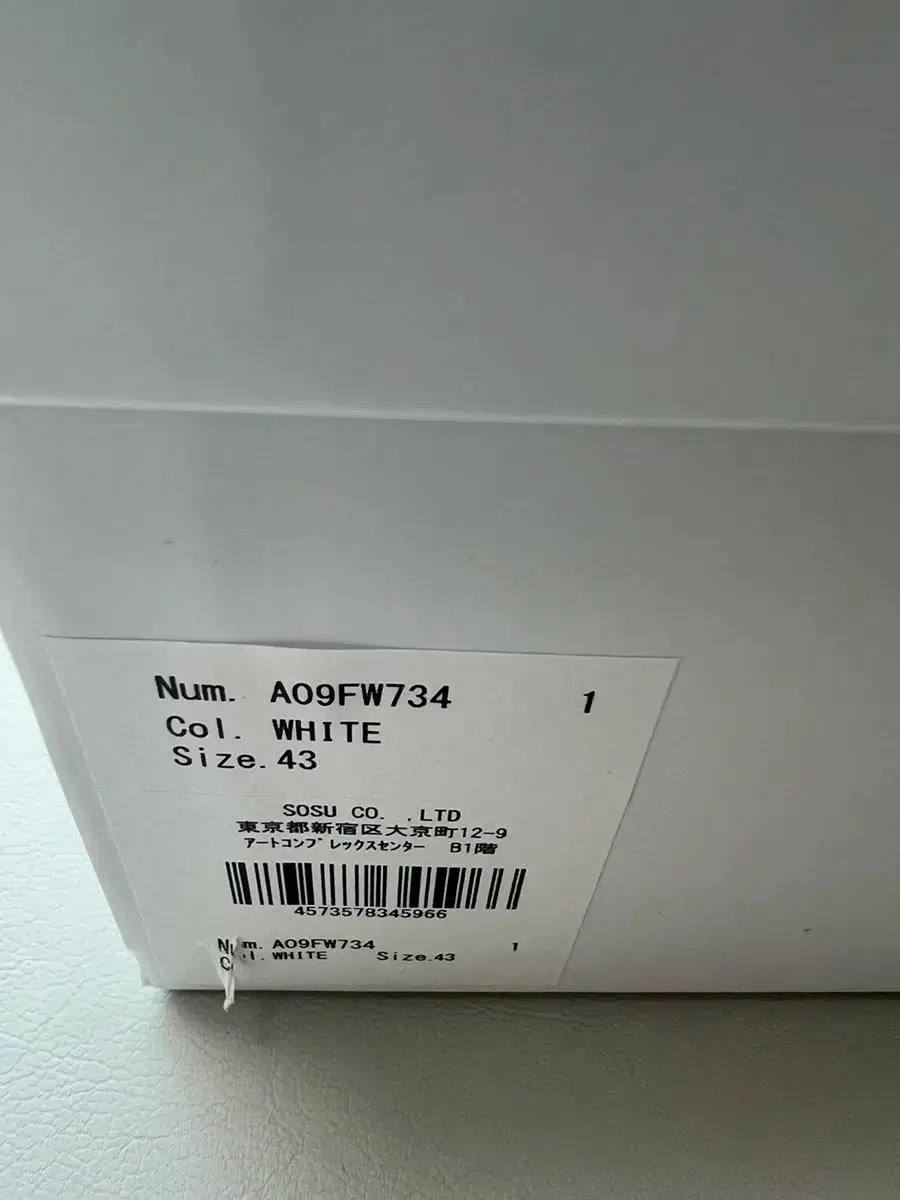 Num. A09FW734 1
Col. WHITE
Size. 43
SOSU CO. ,LTD
東京都新宿区大京町12-9
アートコンプレックスセンター B1階
4573578345966
Num. A09FW734 1
Col. WHITE Size.43